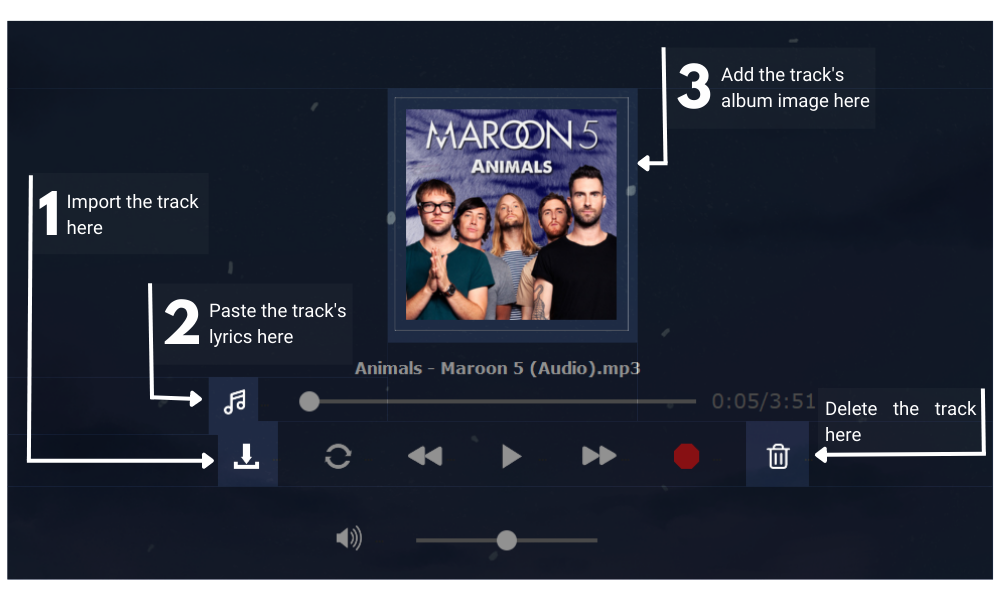 3
Add the track's
album image here
MAROON 5
ANIMALS
1
Import the track
here
2
Paste the track's
lyrics here
Animals - Maroon 5 (Audio).mp3
0:05/3:51
Delete the track
here